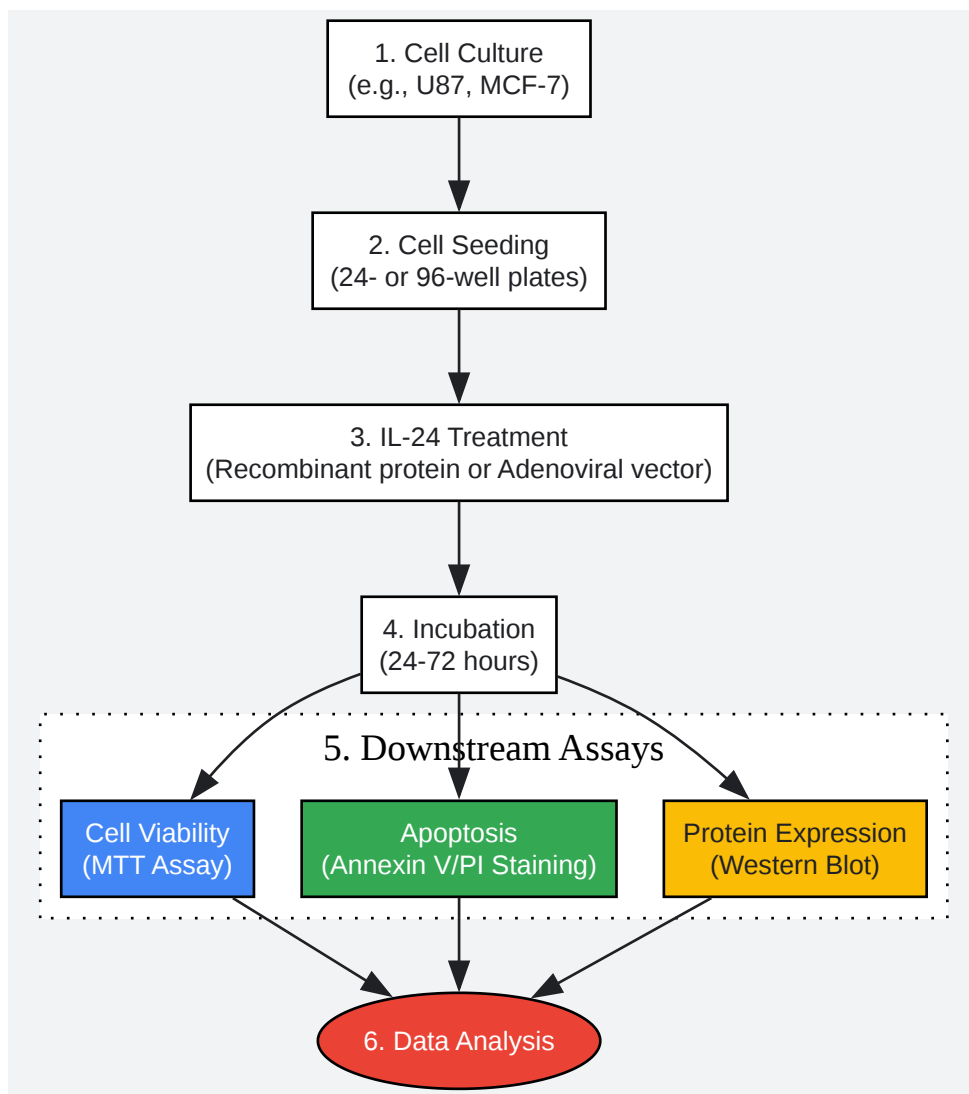 1. Cell Culture
(e.g., U87, MCF-7)
2. Cell Seeding
(24- or 96-well plates)
3. IL-24 Treatment
(Recombinant protein or Adenoviral vector)
4. Incubation
(24-72 hours)
5. Downstream Assays
Cell Viability
(MTT Assay)
Apoptosis
(Annexin V/PI Staining)
Protein Expression
(Western Blot)
6. Data Analysis